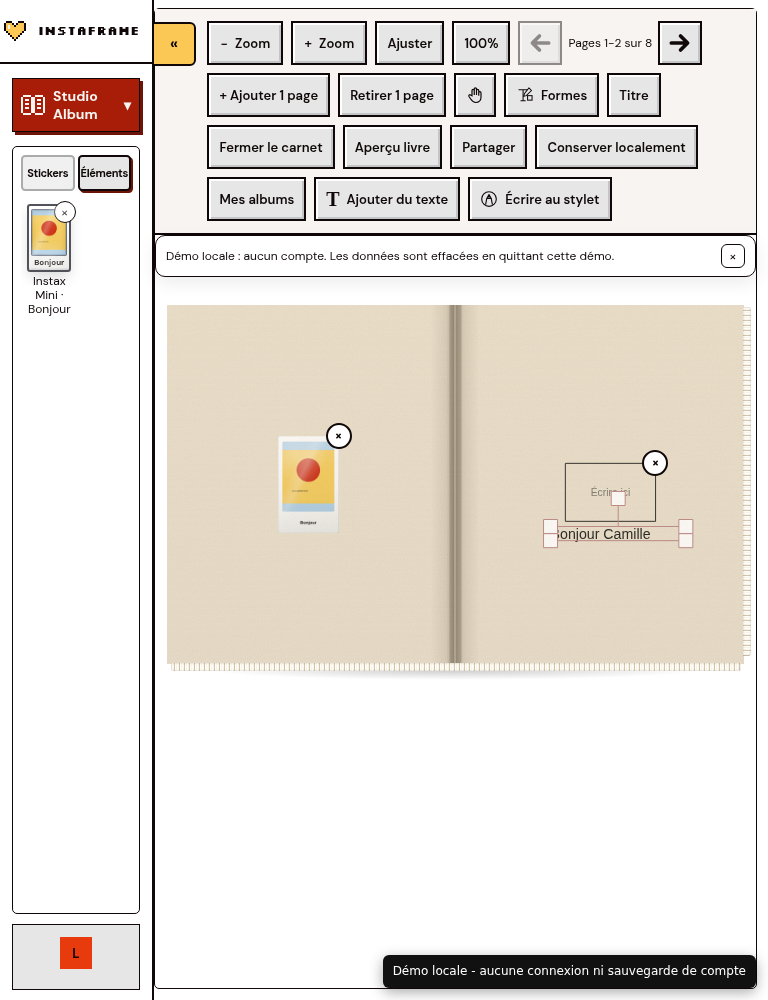 INSTAFRAME
Studio Album
Stickers
Éléments
Bonjour
Instax
Mini ·
Bonjour
«
- Zoom
+ Zoom
Ajuster
100%
Pages 1-2 sur 8
+ Ajouter 1 page
Retirer 1 page
Formes
Titre
Fermer le carnet
Aperçu livre
Partager
Conserver localement
Mes albums
T Ajouter du texte
Écrire au stylet
Démo locale : aucun compte. Les données sont effacées en quittant cette démo.
Bonjour
Écrire ici
Bonjour Camille
L
Démo locale - aucune connexion ni sauvegarde de compte